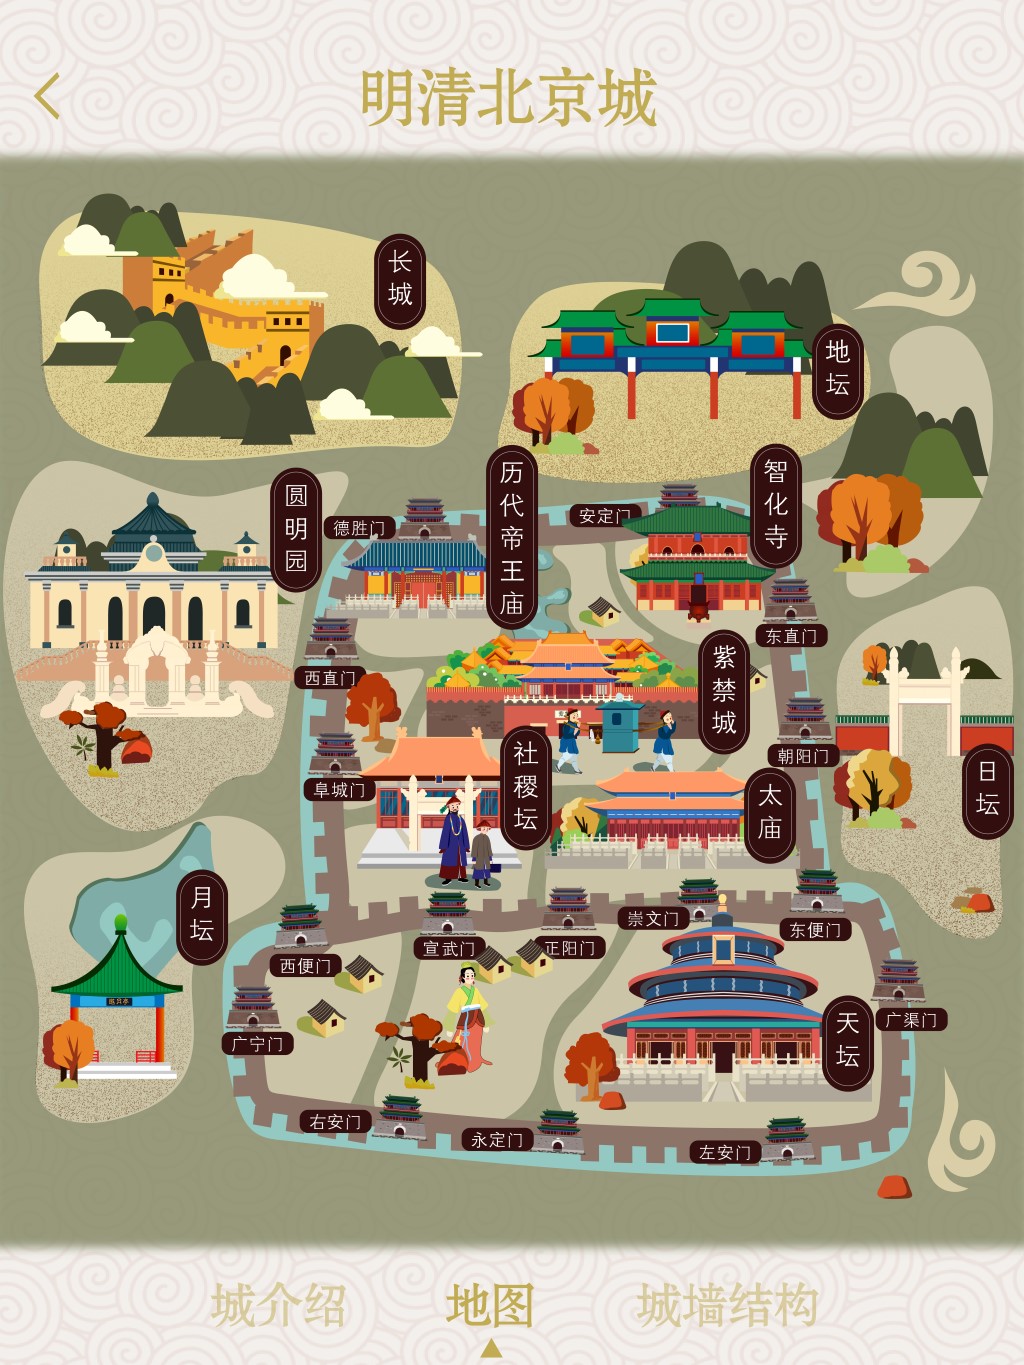 明清北京城
长城
地坛
历代帝王庙
智化寺
圆明园
德胜门
安定门
东直门
紫禁城
西直门
朝阳门
社稷坛
阜城门
太庙
日坛
月坛
崇文门
东便门
宣武门
正阳门
西便门
天坛
广渠门
广宁门
右安门
永定门
左安门
城介绍
地图
城墙结构